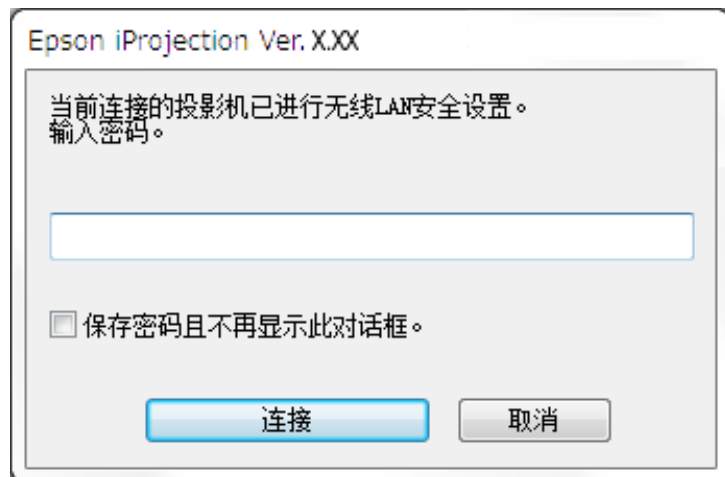 Epson iProjection Ver. X.XX
当前连接的投影机已进行无线LAN安全设置。
输入密码。
保存密码且不再显示此对话框。
连接
取消